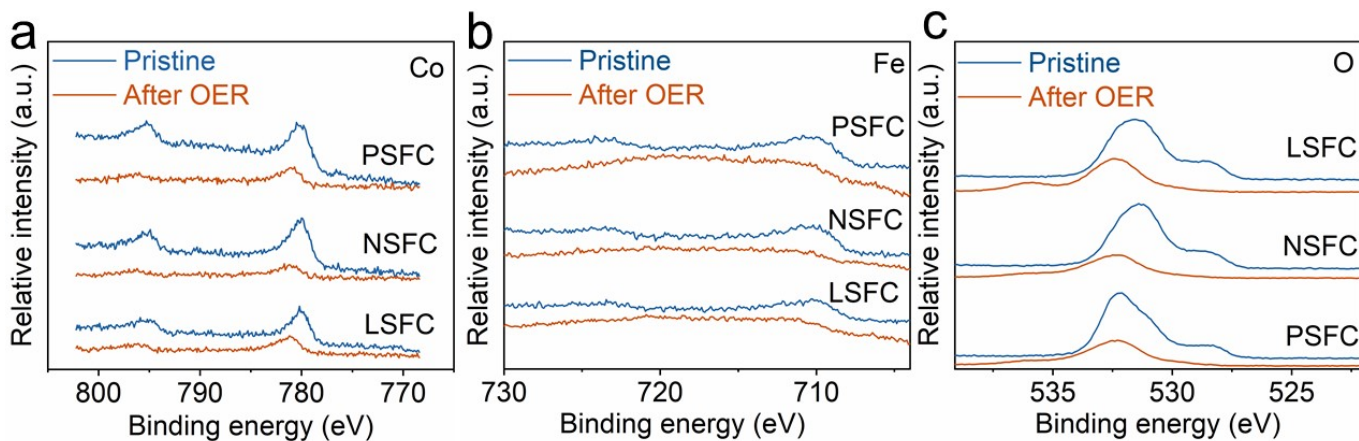 a
Relative intensity (a.u.)
Pristine
After OER
Co
PSFC
NSFC
LSFC
800 790 780 770
Binding energy (eV)
b
Relative intensity (a.u.)
Pristine
After OER
Fe
PSFC
NSFC
LSFC
730 720 710
Binding energy (eV)
c
Relative intensity (a.u.)
Pristine
After OER
O
LSFC
NSFC
PSFC
535 530 525
Binding energy (eV)